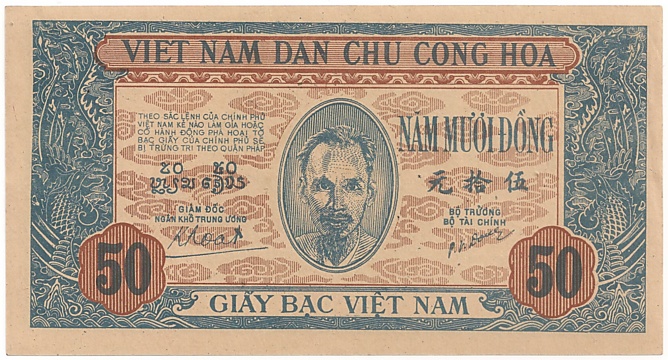 VIET NAM DAN CHU CONG HOA
THEO SẮC LỆNH CỦA CHÍNH PHỦ
VIỆT NAM KẺ NÀO LÀM GIẢ HOẶC
CÓ HÀNH ĐỘNG PHÁ HOẠI TỜ
BẠC GIẤY CỦA CHÍNH PHỦ SẼ
BỊ TRỪNG TRỊ THEO QUÂN PHÁP
NĂM MƯƠI ĐỒNG
元拾伍
GIÁM ĐỐC
NGÂN KHỐ TRUNG ƯƠNG
BỘ TRƯỞNG
BỘ TÀI CHÍNH
50
50
GIẤY BẠC VIỆT NAM